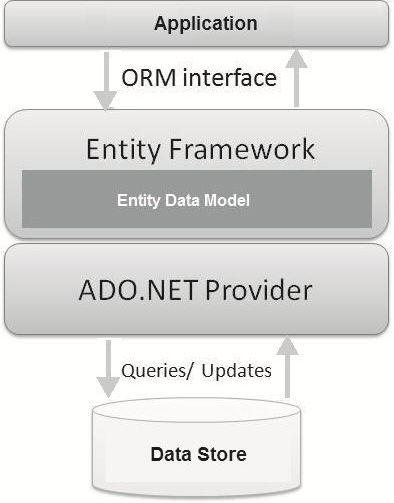 Application
ORM interface
Entity Framework
Entity Data Model
ADO.NET Provider
Queries/ Updates
Data Store